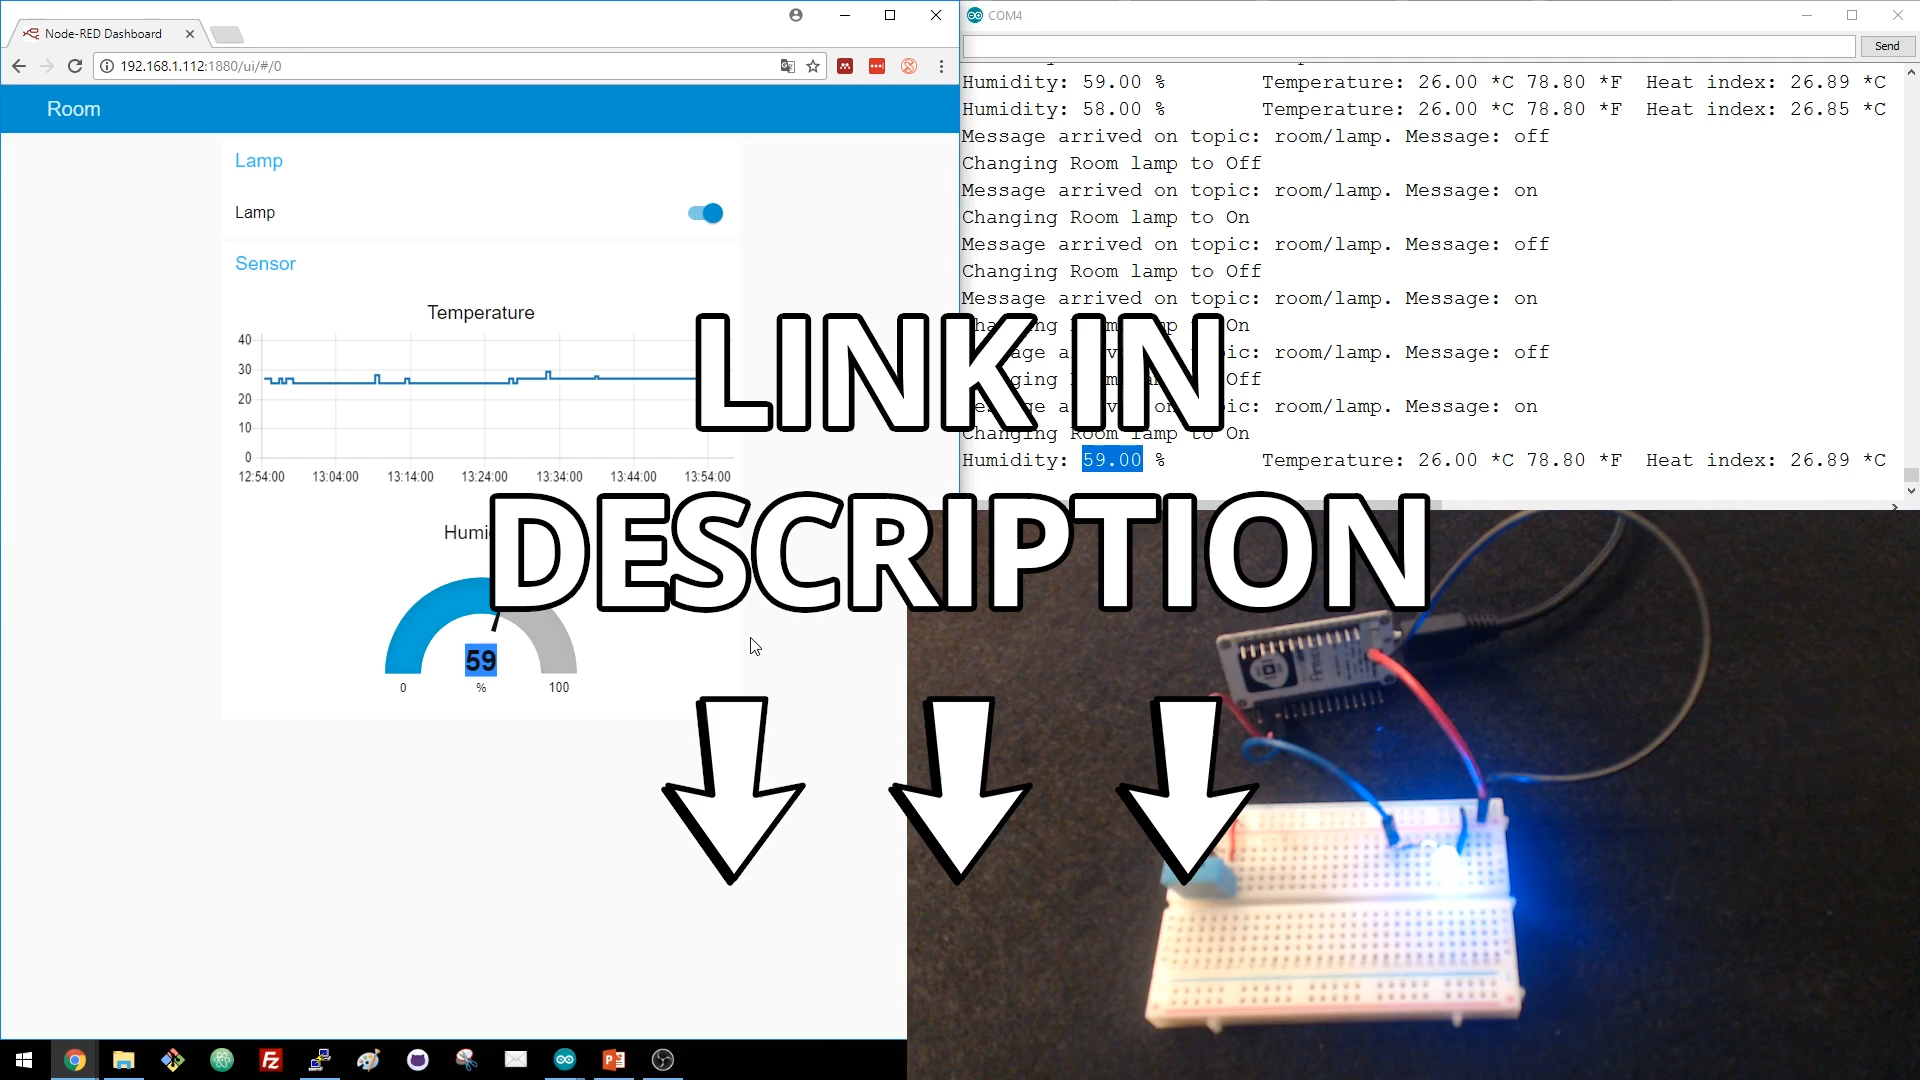 Node-RED Dashboard
192.168.1.112:1880/ui/#/0
Room
Lamp
Lamp
Sensor
Temperature
40
30
20
10
0
12:54:00 13:04:00 13:14:00 13:24:00 13:34:00 13:44:00 13:54:00
59
0 % 100
COM4
Send
Humidity: 59.00 % Temperature: 26.00 *C 78.80 *F Heat index: 26.89 *C
Humidity: 58.00 % Temperature: 26.00 *C 78.80 *F Heat index: 26.85 *C
Message arrived on topic: room/lamp. Message: off
Changing Room lamp to Off
Message arrived on topic: room/lamp. Message: on
Changing Room lamp to On
Message arrived on topic: room/lamp. Message: off
Changing Room lamp to Off
Message arrived on topic: room/lamp. Message: on
On
room/lamp. Message: off
Off
room/lamp. Message: on
Changing Room lamp to On
Humidity: 59.00 % Temperature: 26.00 *C 78.80 *F Heat index: 26.89 *C
LINK IN
DESCRIPTION